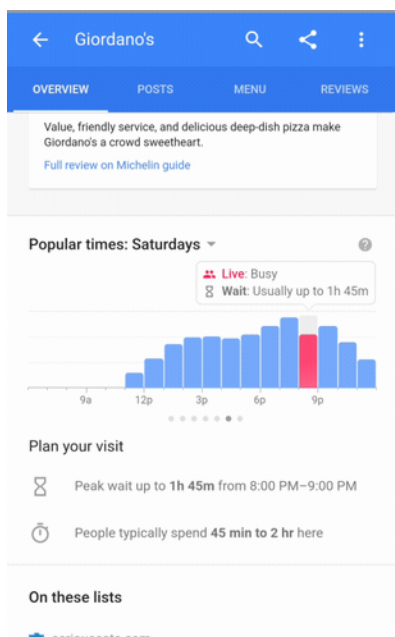 Giordano's
OVERVIEW
POSTS
MENU
REVIEWS
Value, friendly service, and delicious deep-dish pizza make
Giordano's a crowd sweetheart.
Full review on Michelin guide
Popular times: Saturdays
Live: Busy
Wait: Usually up to 1h 45m
9a 12p 3p 6p 9p
Plan your visit
Peak wait up to 1h 45m from 8:00 PM–9:00 PM
People typically spend 45 min to 2 hr here
On these lists